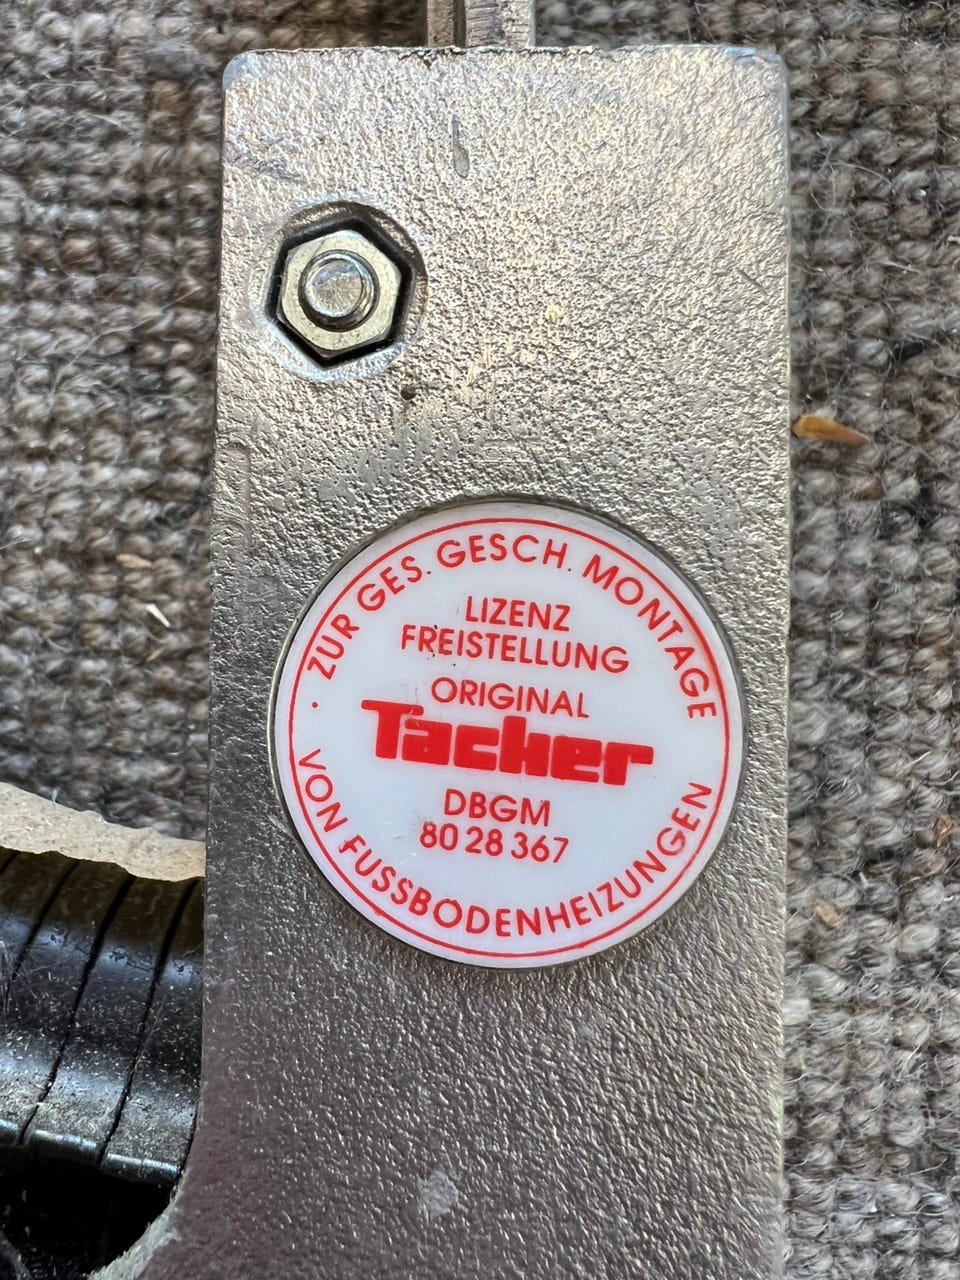 · ZUR GES. GESCH. MONTAGE
LIZENZ
FREISTELLUNG
ORIGINAL
Tacker
DBGM
80 28 367
VON FUSSBODENHEIZUNGEN